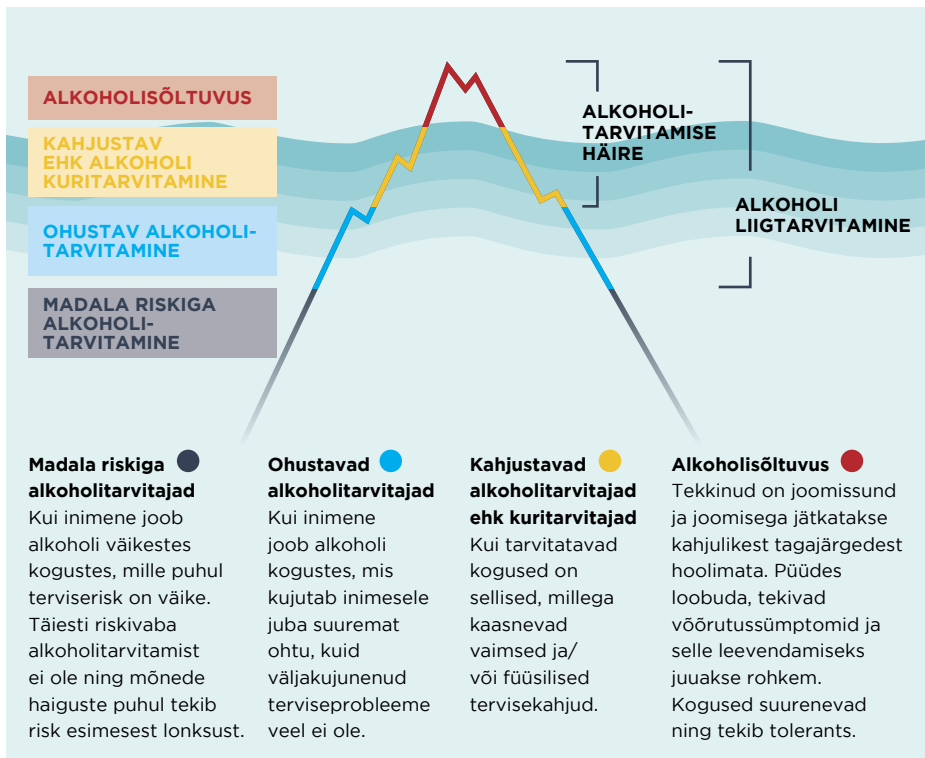 ALKOHOLISÕLTUVUS
KAHJUSTAV
EHK ALKOHOLI
KURITARVITAMINE
OHUSTAV ALKOHOLI-
TARVITAMINE
MADALA RISKIGA
ALKOHOLI-
TARVITAMINE
ALKOHOLI-
TARVITAMISE
HÄIRE
ALKOHOLI
LIIGTARVITAMINE
Madala riskiga
alkoholitarvitajad
Kui inimene joob
alkoholi väikestes
kogustes, mille puhul
terviserisk on väike.
Täiesti riskivaba
alkoholitarvitamist
ei ole ning mõnede
haiguste puhul tekib
risk esimesest lonksust.
Ohustavad
alkoholitarvitajad
Kui inimene
joob alkoholi
kogustes, mis
kujutab inimesele
juba suuremat
ohtu, kuid
väljakujunenud
terviseprobleeme
veel ei ole.
Kahjustavad
alkoholitarvitajad
ehk kuritarvitajad
Kui tarvitatavad
kogused on
sellised, millega
kaasnevad
vaimsed ja/
või füüsilised
tervisekahjud.
Alkoholisõltuvus
Tekkinud on joomissund
ja joomisega jätkatakse
kahjulikest tagajärgedest
hoolimata. Püüdes
loobuda, tekivad
võõrutussümptomid ja
selle leevendamiseks
juuakse rohkem.
Kogused suurenevad
ning tekib tolerants.